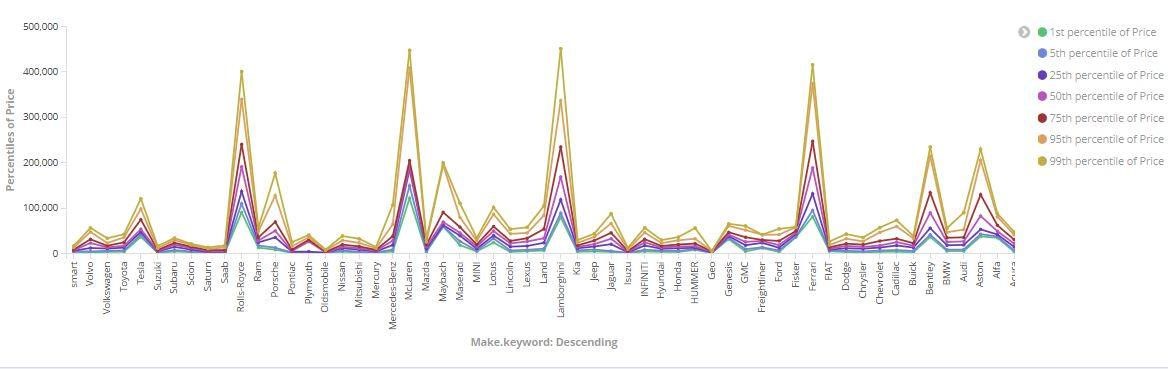 500,000
400,000
300,000
200,000
100,000
0
Percentiles of Price
smart
Volvo
Volkswagen
Toyota
Tesla
Suzuki
Subaru
Scion
Saturn
Saab
Rolls-Royce
Ram
Porsche
Pontiac
Plymouth
Oldsmobile
Nissan
Mitsubishi
Mercury
Mercedes-Benz
McLaren
Mazda
Maybach
Maserati
MINI
Lotus
Lincoln
Lexus
Land
Lamborghini
Kia
Jeep
Jaguar
Isuzu
INFINITI
Hyundai
Honda
HUMMER
Geo
Genesis
GMC
Freightliner
Ford
Fisker
Ferrari
FIAT
Dodge
Chrysler
Chevrolet
Cadillac
Buick
Bentley
BMW
Audi
Aston
Alfa
Acura
Make.keyword: Descending
1st percentile of Price
5th percentile of Price
25th percentile of Price
50th percentile of Price
75th percentile of Price
95th percentile of Price
99th percentile of Price